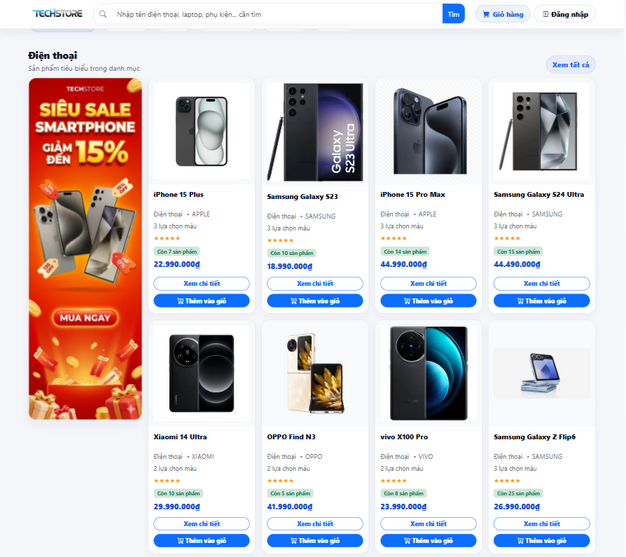 TECHSTORE
Nhập tên điện thoại, laptop, phụ kiện... cần tìm
Tìm
Giỏ hàng
Đăng nhập
Điện thoại
Sản phẩm tiêu biểu trong danh mục
Xem tất cả
TECHSTORE
SIÊU SALE
SMARTPHONE
GIẢM ĐẾN 15%
MUA NGAY
Galaxy
S23 Ultra
iPhone 15 Plus
Điện thoại • APPLE
3 lựa chọn màu
★★★★★
Còn 7 sản phẩm
22.990.000₫
Xem chi tiết
Thêm vào giỏ
Samsung Galaxy S23
Điện thoại • SAMSUNG
3 lựa chọn màu
★★★★★
Còn 10 sản phẩm
18.990.000₫
Xem chi tiết
Thêm vào giỏ
iPhone 15 Pro Max
Điện thoại • APPLE
3 lựa chọn màu
★★★★★
Còn 14 sản phẩm
44.990.000₫
Xem chi tiết
Thêm vào giỏ
Samsung Galaxy S24 Ultra
Điện thoại • SAMSUNG
3 lựa chọn màu
★★★★★
Còn 15 sản phẩm
44.490.000₫
Xem chi tiết
Thêm vào giỏ
Xiaomi 14 Ultra
Điện thoại • XIAOMI
2 lựa chọn màu
★★★★★
Còn 10 sản phẩm
29.990.000₫
Xem chi tiết
Thêm vào giỏ
OPPO Find N3
Điện thoại • OPPO
2 lựa chọn màu
★★★★★
Còn 5 sản phẩm
41.990.000₫
Xem chi tiết
Thêm vào giỏ
vivo X100 Pro
Điện thoại • VIVO
2 lựa chọn màu
★★★★★
Còn 8 sản phẩm
23.990.000₫
Xem chi tiết
Thêm vào giỏ
Samsung Galaxy Z Flip6
Điện thoại • SAMSUNG
3 lựa chọn màu
★★★★★
Còn 25 sản phẩm
26.990.000₫
Xem chi tiết
Thêm vào giỏ